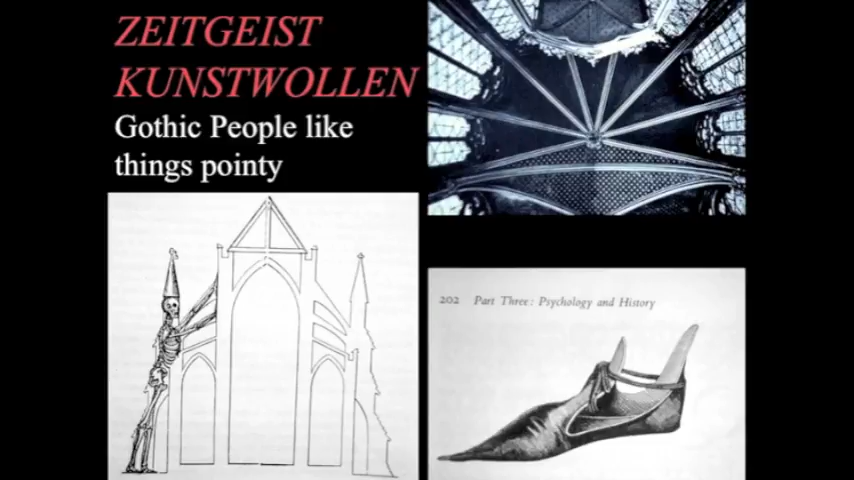 ZEITGEIST
KUNSTWOLLEN
Gothic People like
things pointy
202 Part Three: Psychology and History